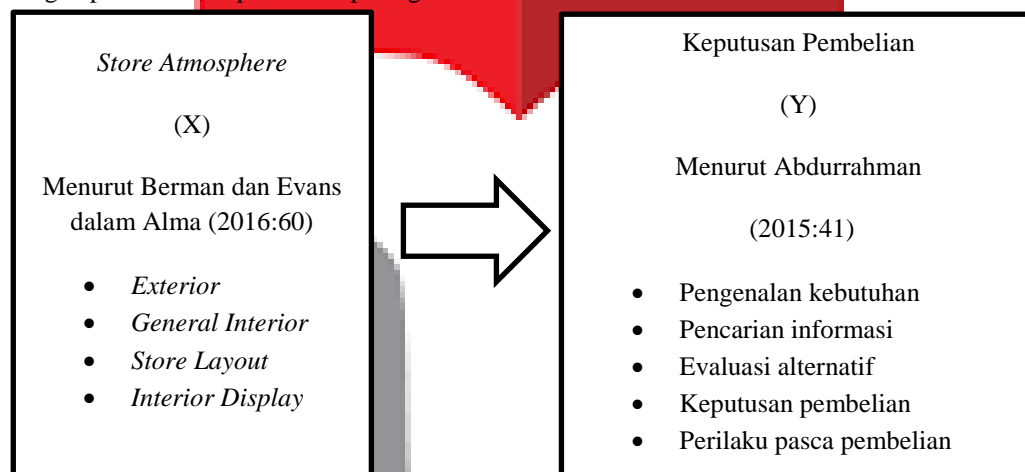 Store Atmosphere
(X)
Menurut Berman dan Evans
dalam Alma (2016:60)
• Exterior
• General Interior
• Store Layout
• Interior Display
Keputusan Pembelian
(Y)
Menurut Abdurrahman
(2015:41)
• Pengenalan kebutuhan
• Pencarian informasi
• Evaluasi alternatif
• Keputusan pembelian
• Perilaku pasca pembelian